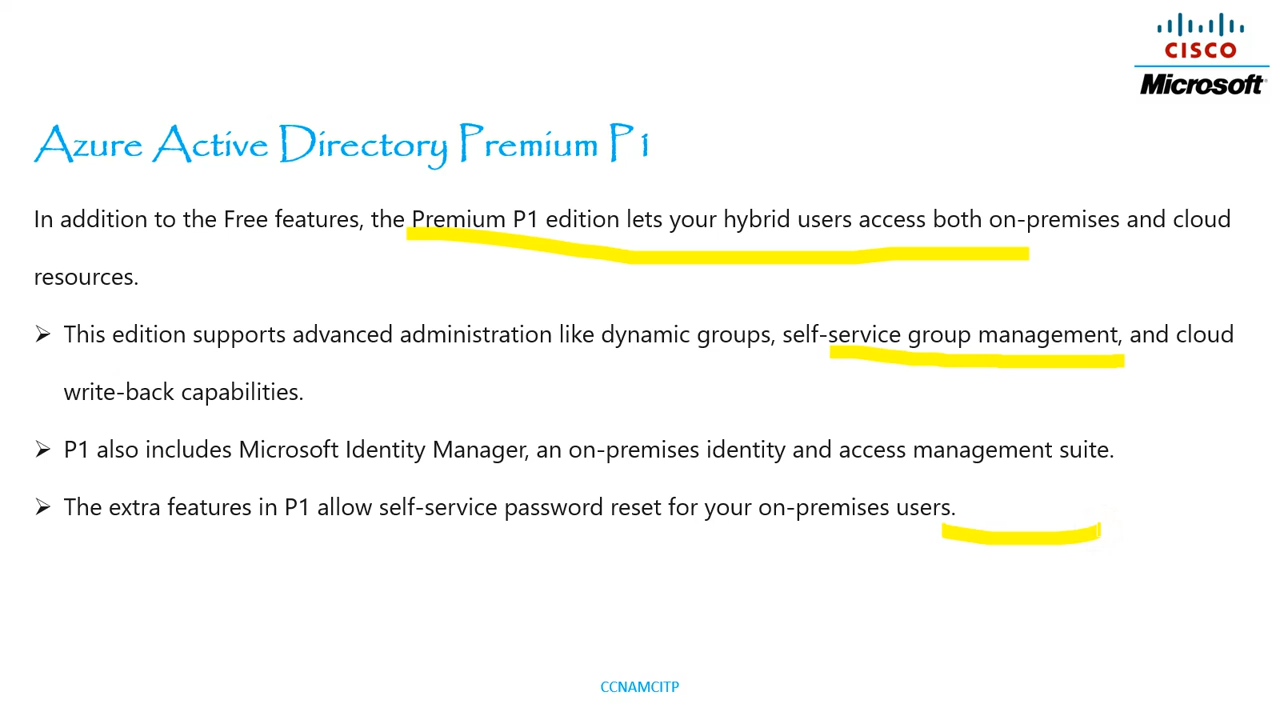 CISCO
Microsoft
Azure Active Directory Premium P1
In addition to the Free features, the Premium P1 edition lets your hybrid users access both on-premises and cloud
resources.
➢ This edition supports advanced administration like dynamic groups, self-service group management, and cloud
write-back capabilities.
➢ P1 also includes Microsoft Identity Manager, an on-premises identity and access management suite.
➢ The extra features in P1 allow self-service password reset for your on-premises users.
CCNAMCITP